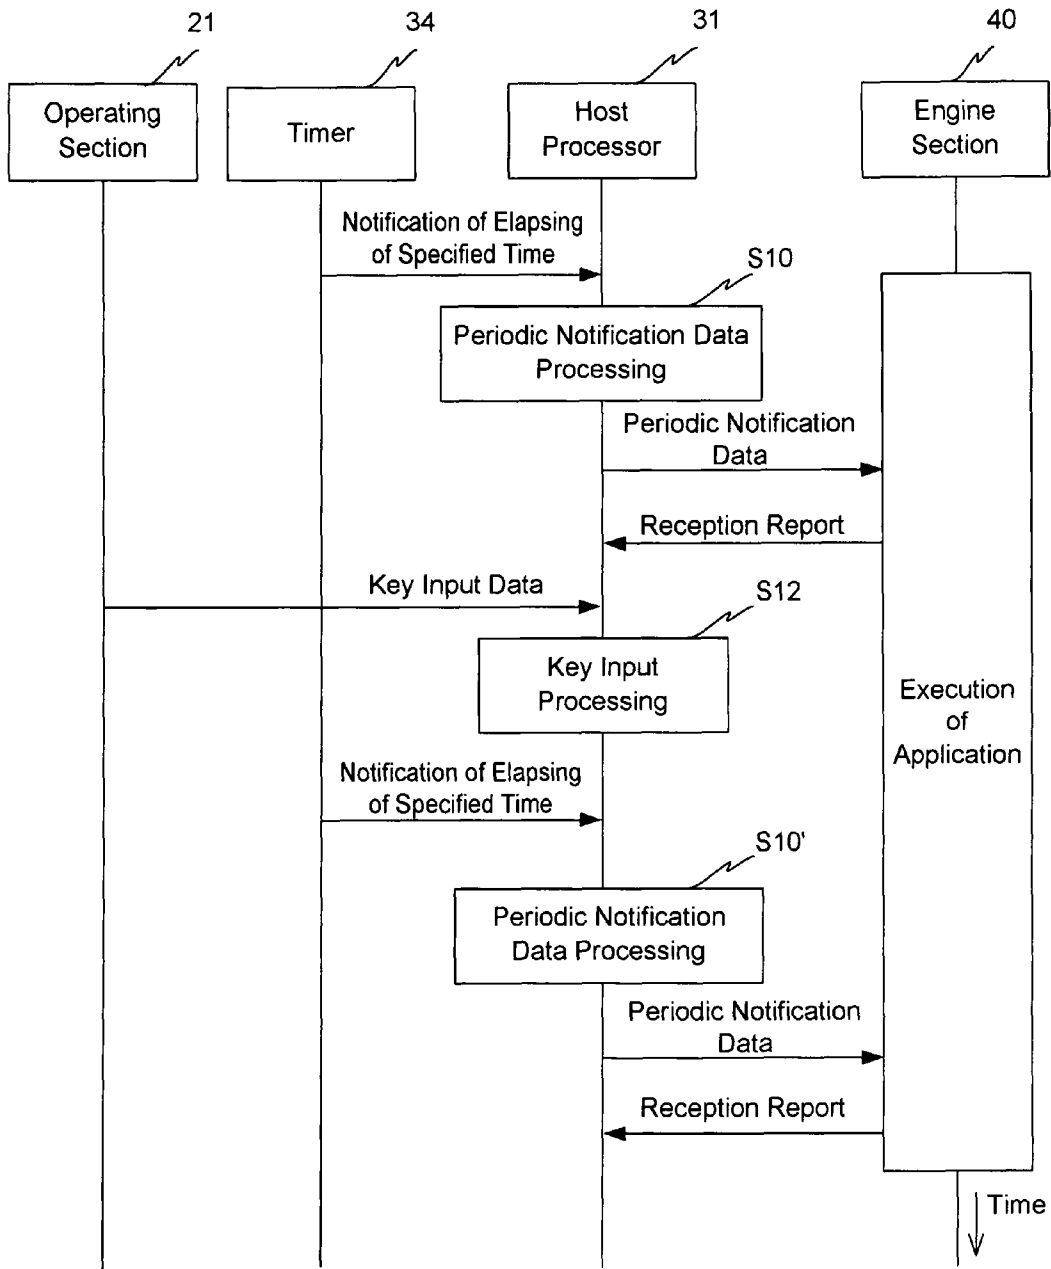 21
34
31
40
Operating
Section
Timer
Host
Processor
Engine
Section
Notification of Elapsing
of Specified Time
S10
Periodic Notification Data
Processing
Periodic Notification
Data
Reception Report
Key Input Data
S12
Key Input
Processing
Execution
of
Application
Notification of Elapsing
of Specified Time
S10'
Periodic Notification
Data Processing
Periodic Notification
Data
Reception Report
Time